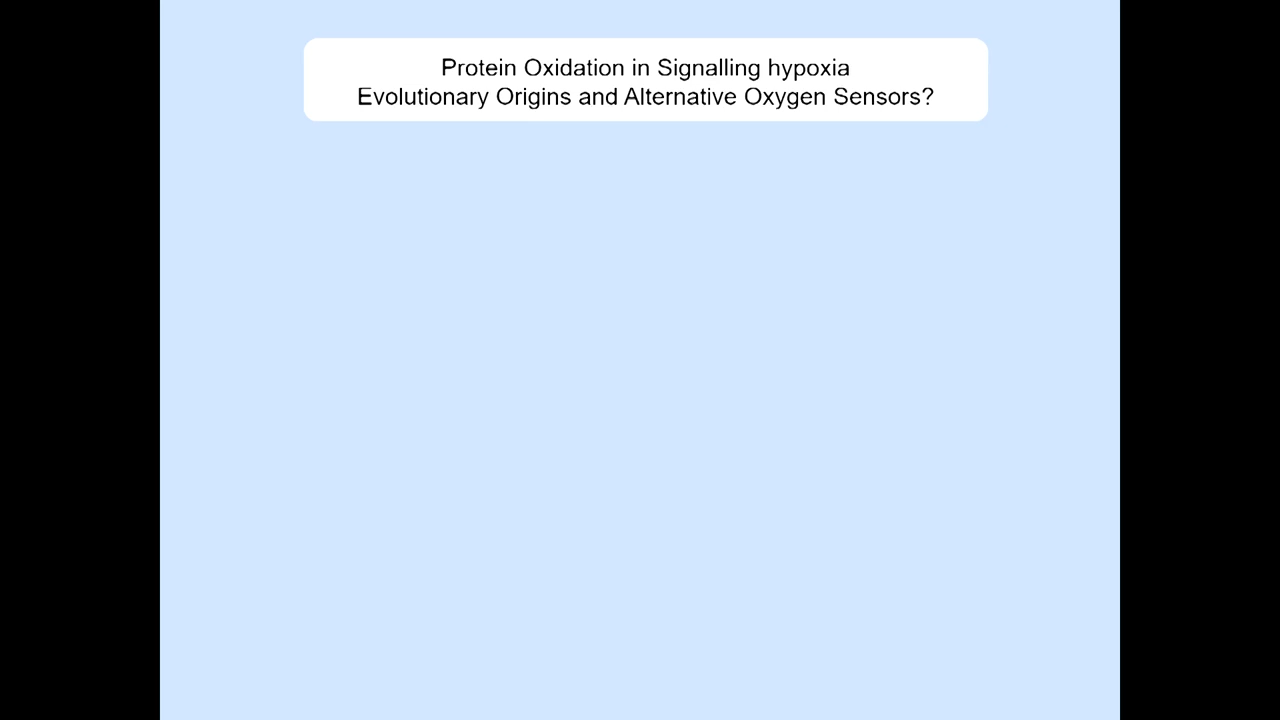 Protein Oxidation in Signalling hypoxia
Evolutionary Origins and Alternative Oxygen Sensors?